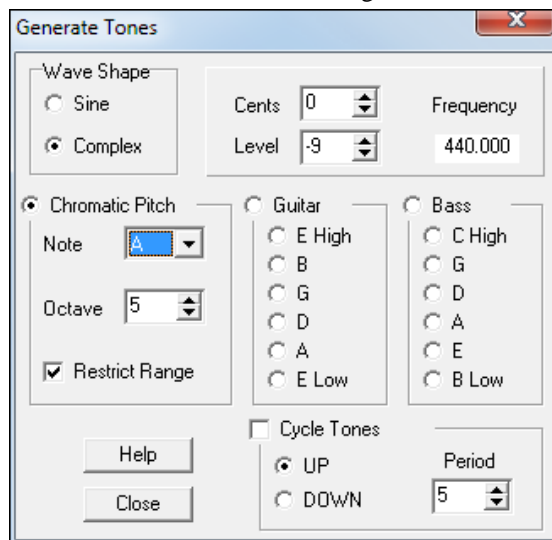 Generate Tones
Wave Shape
Sine
Complex
Cents 0
Level -9
Frequency
440.000
Chromatic Pitch
Note A
Octave 5
Restrict Range
Guitar
E High
B
G
D
A
E Low
Bass
C High
G
D
A
E
B Low
Help
Close
Cycle Tones
UP
DOWN
Period
5